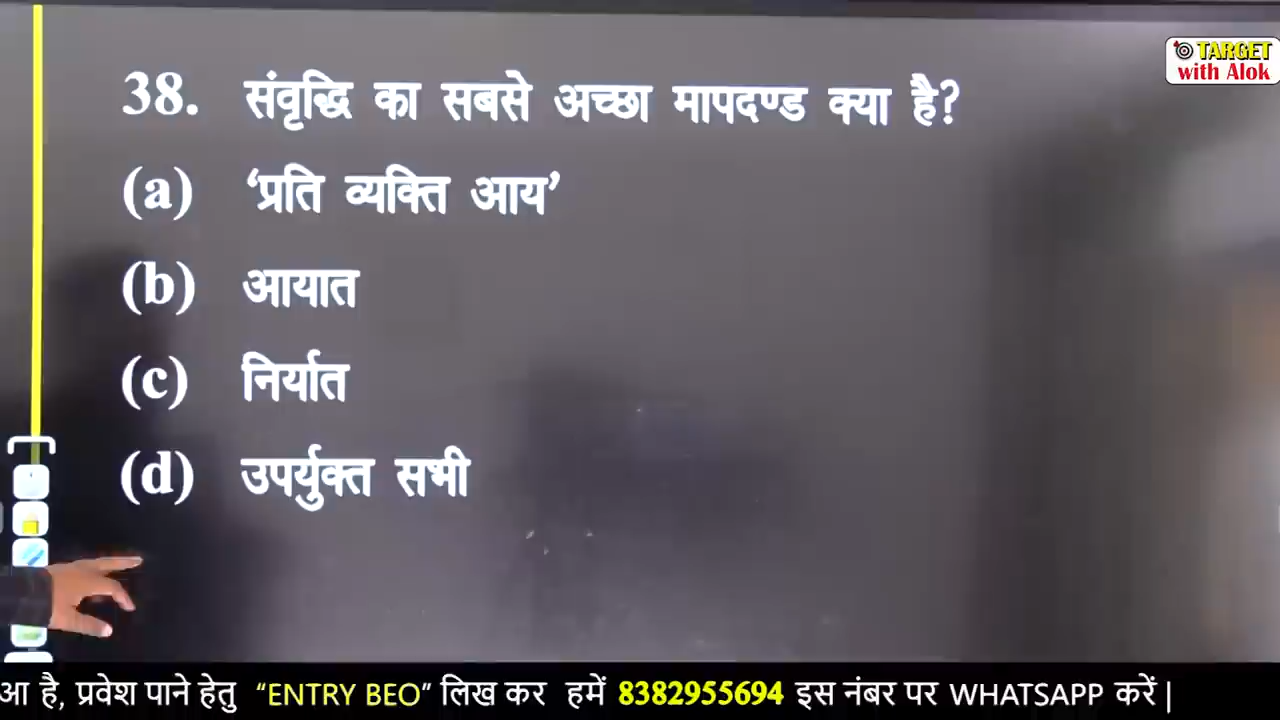 TARGET
with Alok
38. संवृद्धि का सबसे अच्छा मापदण्ड क्या है?
(a) ‘प्रति व्यक्ति आय’
(b) आयात
(c) निर्यात
(d) उपर्युक्त सभी
आ है, प्रवेश पाने हेतु “ENTRY BEO” लिख कर हमें 8382955694 इस नंबर पर WHATSAPP करें |